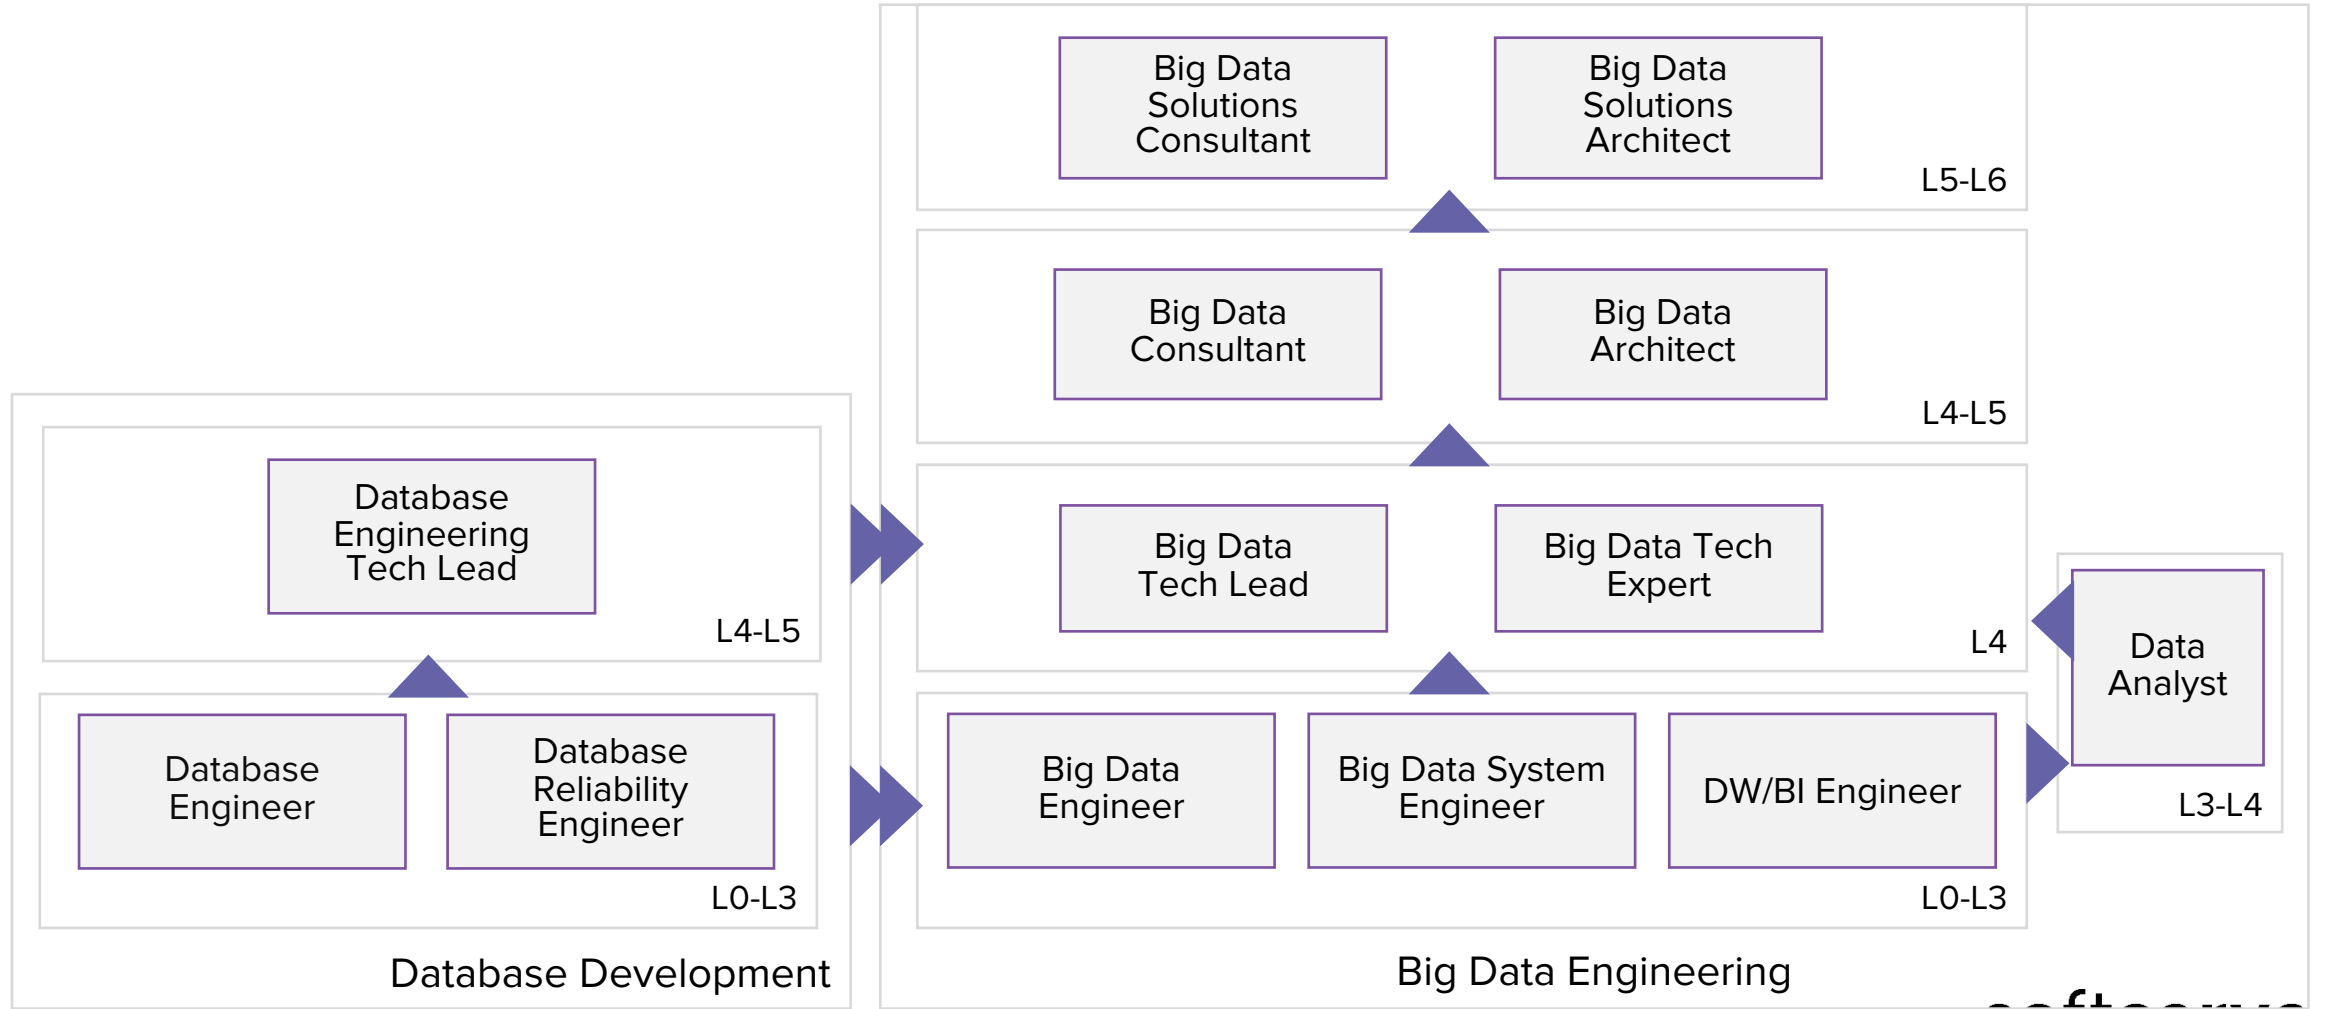 Big Data
Solutions
Consultant
Big Data
Solutions
Architect
L5-L6
Big Data
Consultant
Big Data
Architect
L4-L5
Database
Engineering
Tech Lead
L4-L5
Big Data
Tech Lead
Big Data Tech
Expert
L4
Data
Analyst
L3-L4
Database
Engineer
Database
Reliability
Engineer
L0-L3
Big Data
Engineer
Big Data System
Engineer
DW/BI Engineer
L0-L3
Database Development
Big Data Engineering